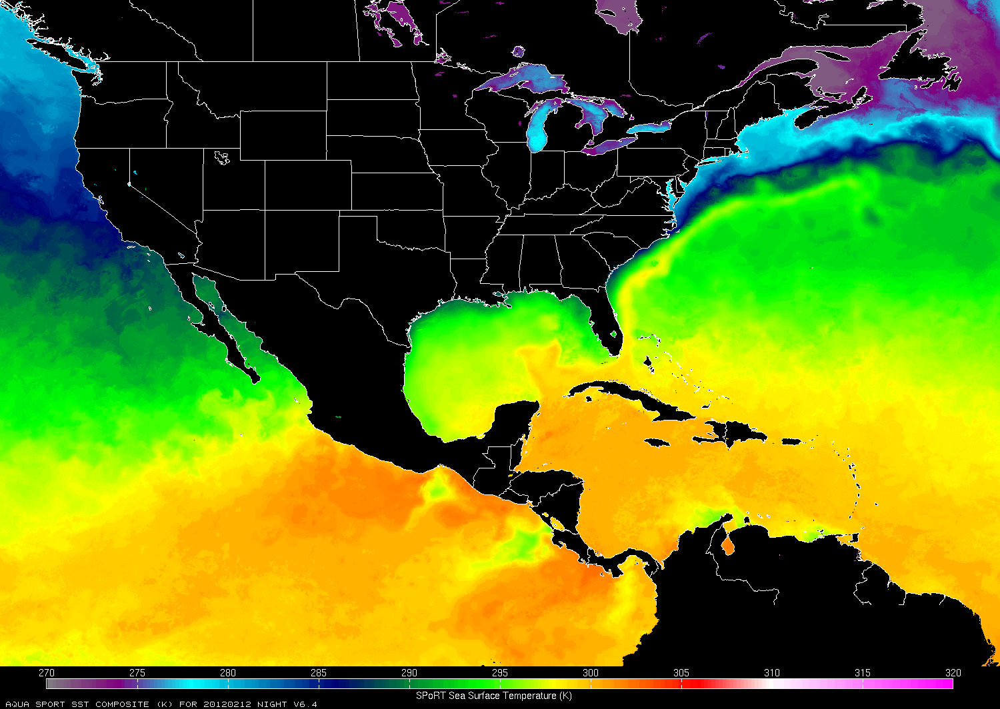 270 275 280 285 290 295 300 305 310 315 320
SPoRT Sea Surface Temperature (K)
AQUA SPORT SST COMPOSITE (K) FOR 20120212 NIGHT V6.4